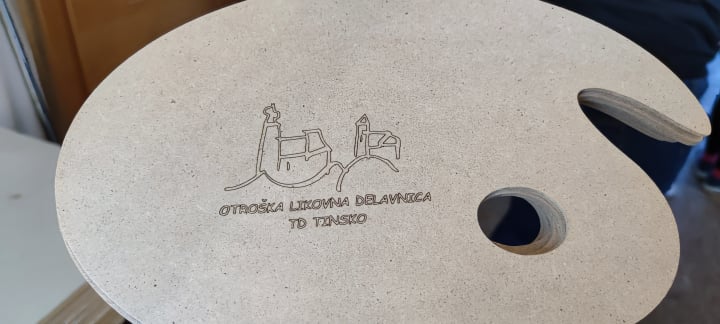 OTROŠKA LIKOVNA DELAVNICA
TD TINSKO